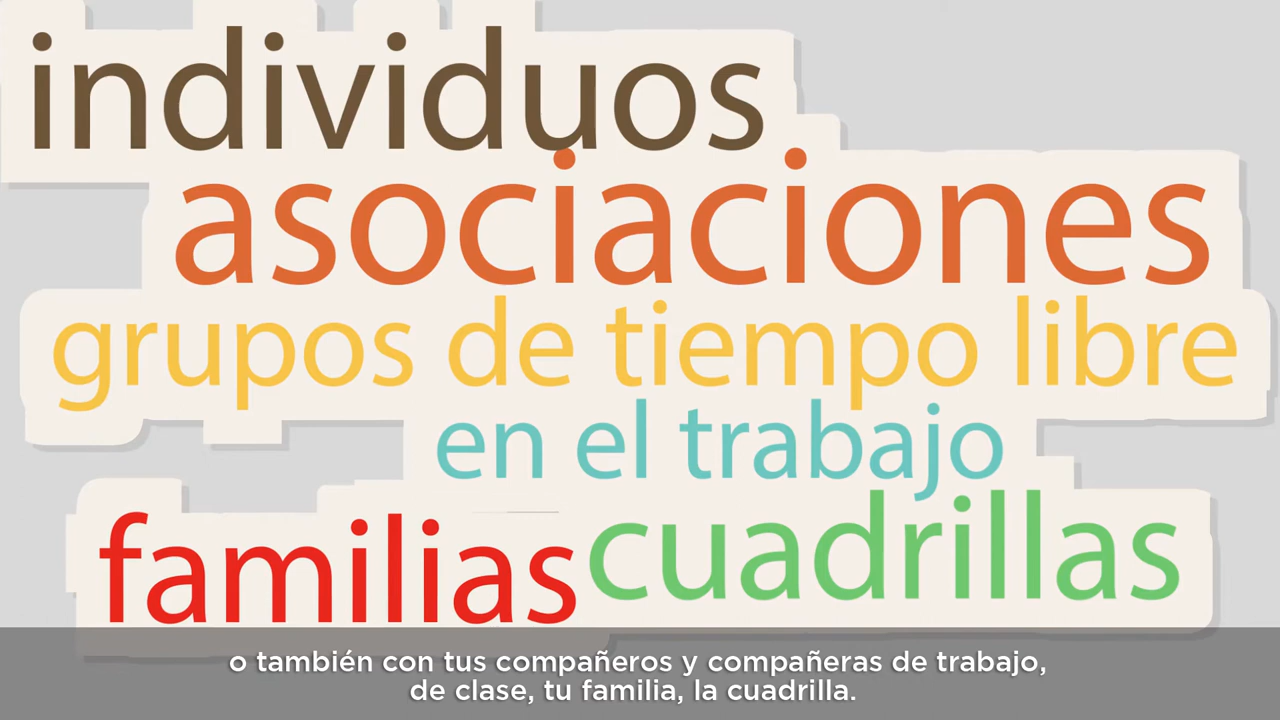 individuos
asociaciones
grupos de tiempo libre
en el trabajo
familias cuadrillas
o también con tus compañeros y compañeras de trabajo,
de clase, tu familia, la cuadrilla.